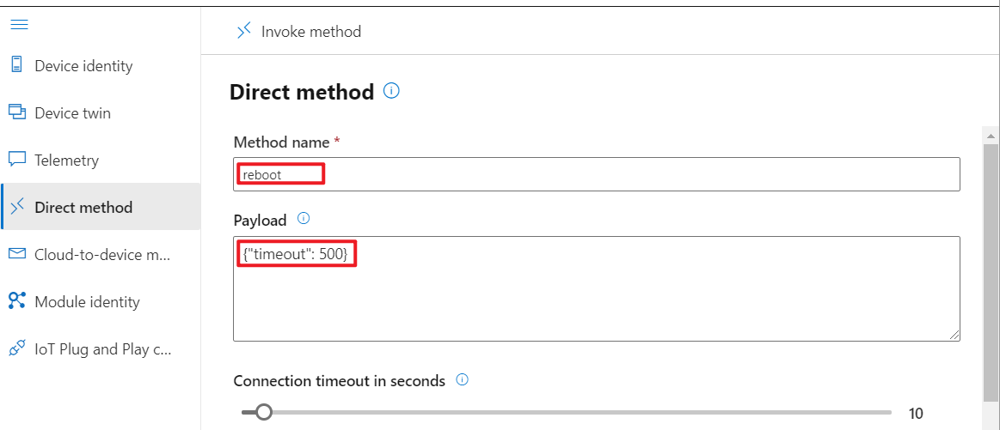 Invoke method
Device identity
Device twin
Telemetry
Direct method
Cloud-to-device m...
Module identity
IoT Plug and Play c...
Direct method
Method name *
reboot
Payload
{"timeout": 500}
Connection timeout in seconds
10